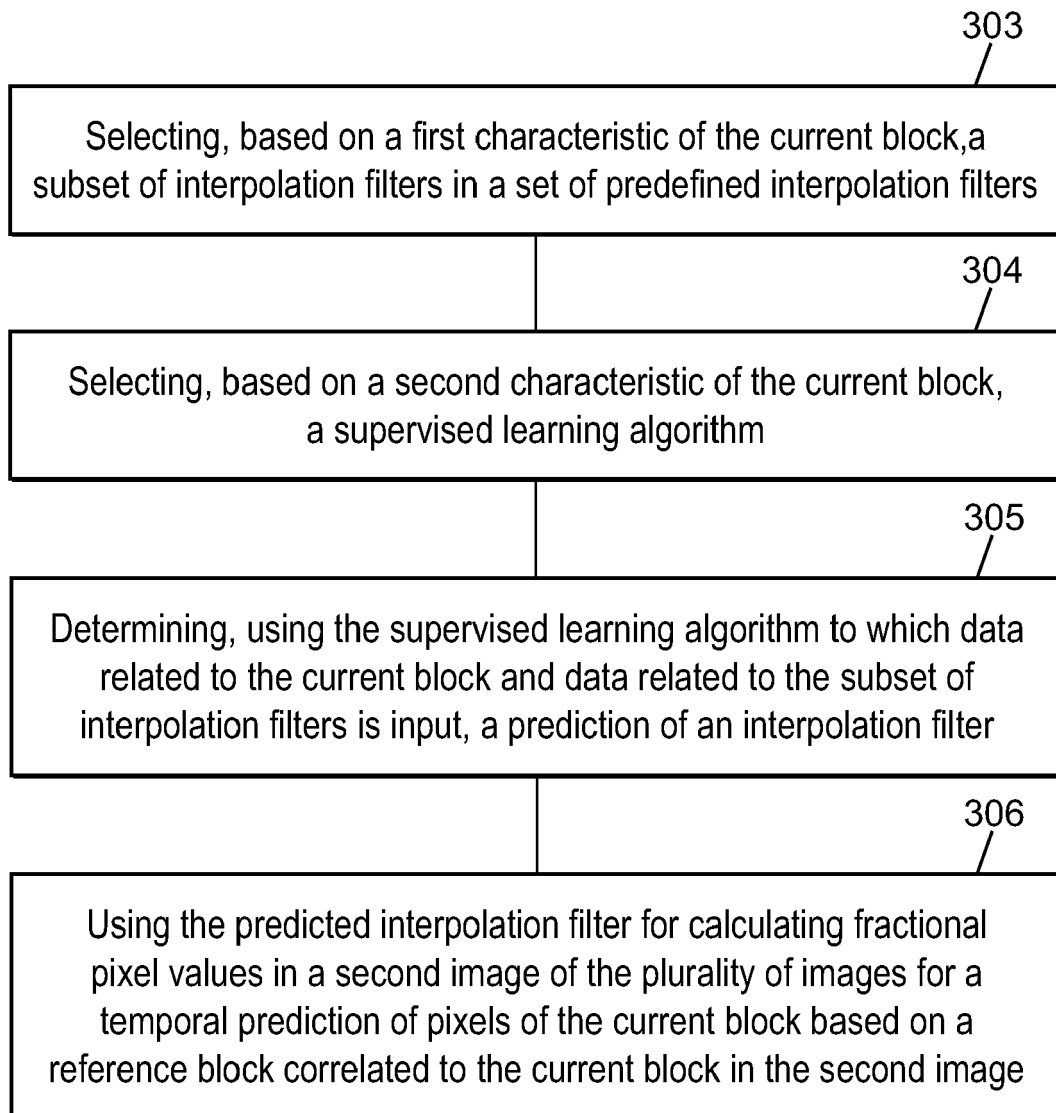 303
Selecting, based on a first characteristic of the current block,a
subset of interpolation filters in a set of predefined interpolation filters
304
Selecting, based on a second characteristic of the current block,
a supervised learning algorithm
305
Determining, using the supervised learning algorithm to which data
related to the current block and data related to the subset of
interpolation filters is input, a prediction of an interpolation filter
306
Using the predicted interpolation filter for calculating fractional
pixel values in a second image of the plurality of images for a
temporal prediction of pixels of the current block based on a
reference block correlated to the current block in the second image